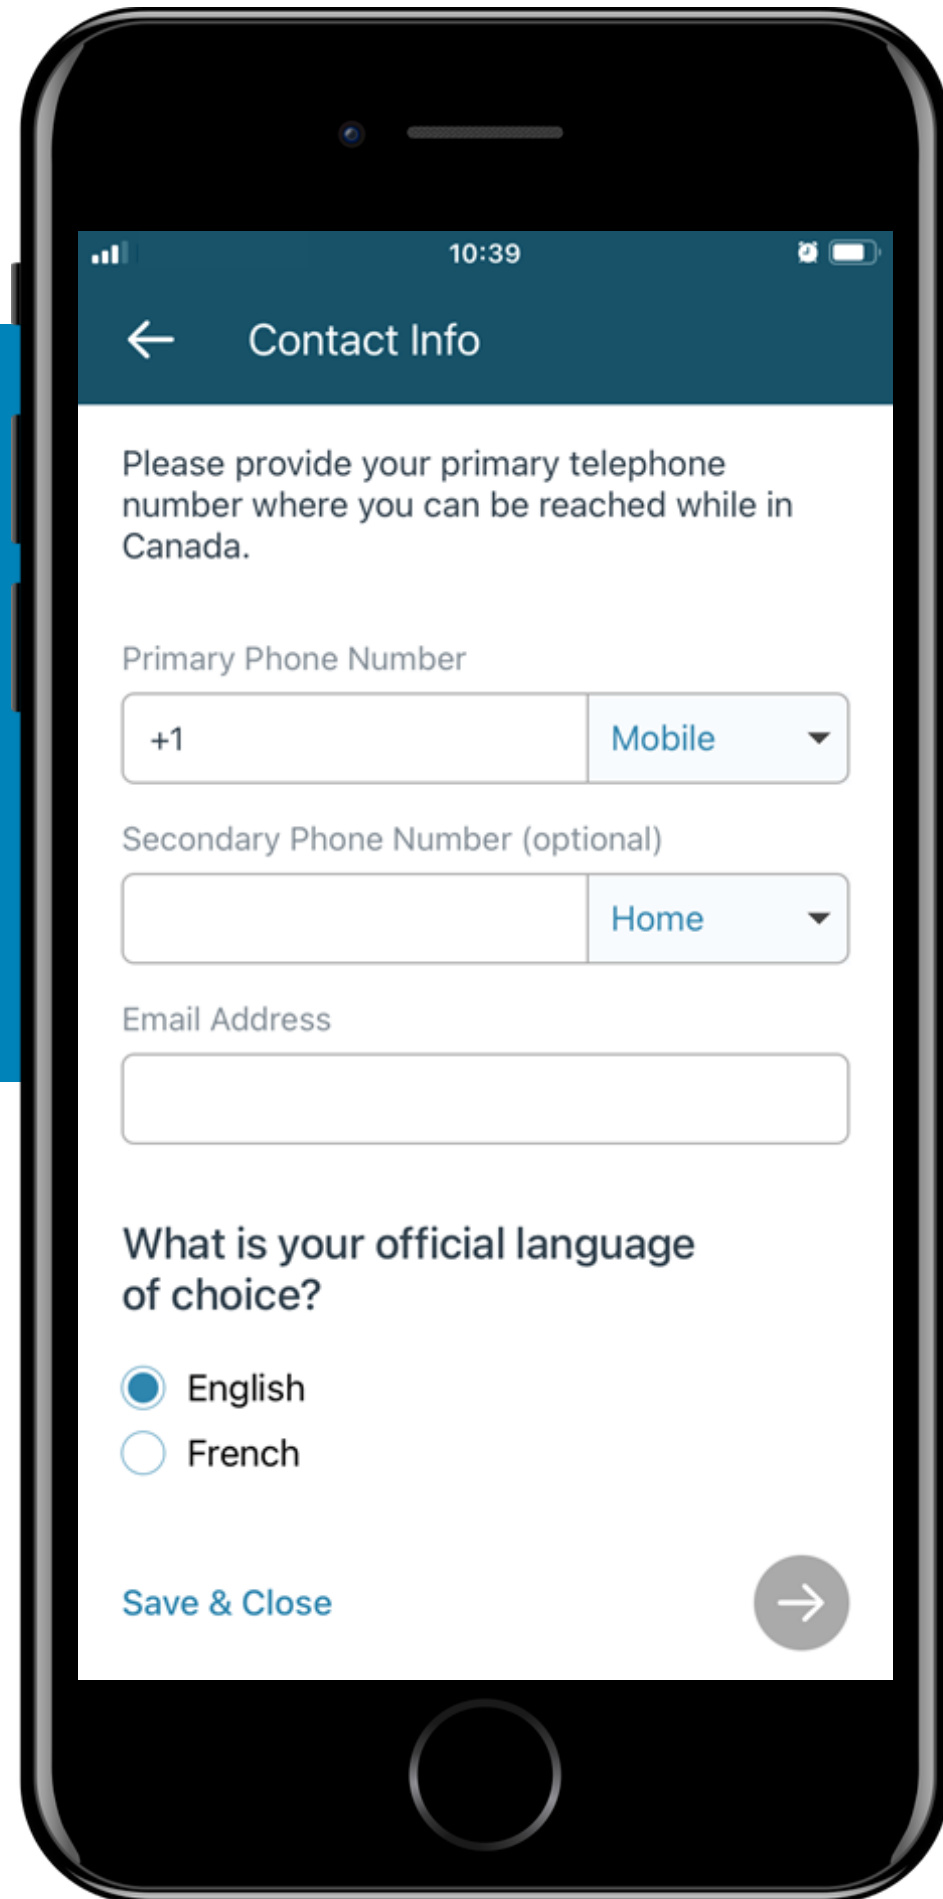 10:39
Contact Info
Please provide your primary telephone
number where you can be reached while in
Canada.
Primary Phone Number
+1
Mobile
Secondary Phone Number (optional)
Home
Email Address
What is your official language
of choice?
English
French
Save & Close